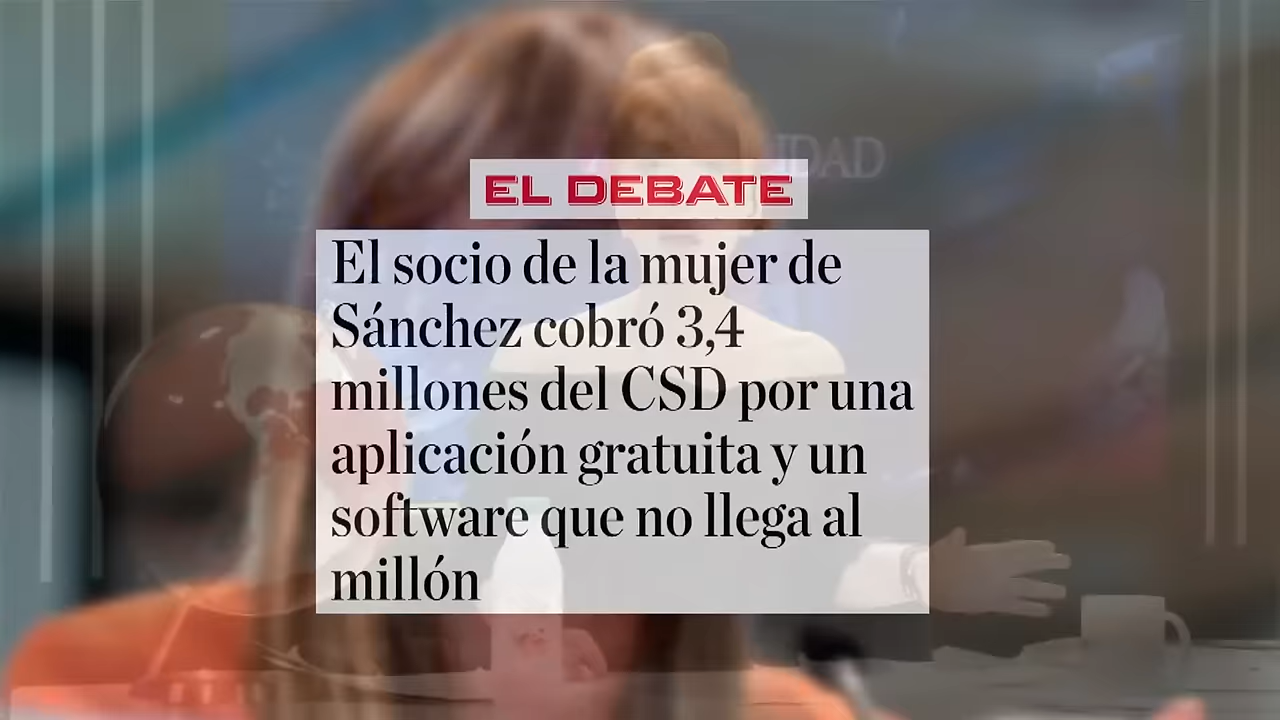 IDAD
EL DEBATE
El socio de la mujer de
Sánchez cobró 3,4
millones del CSD por una
aplicación gratuita y un
software que no llega al
millón